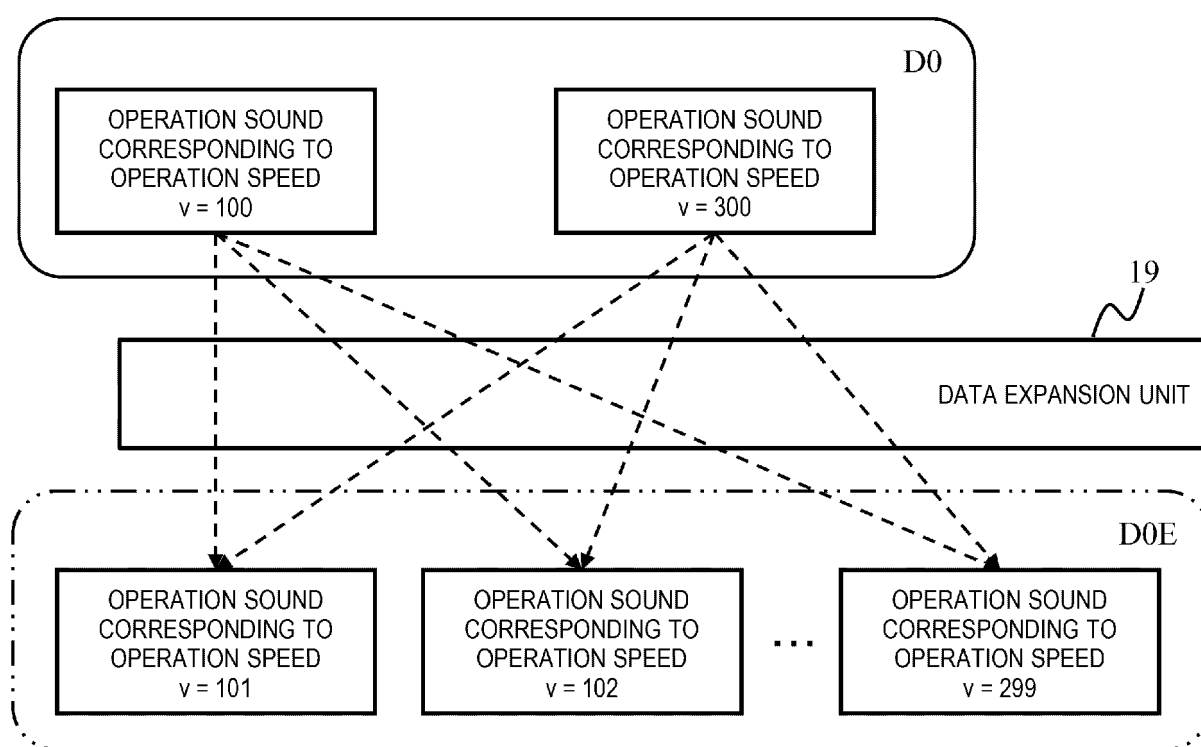 D0
OPERATION SOUND
CORRESPONDING TO
OPERATION SPEED
v = 100
OPERATION SOUND
CORRESPONDING TO
OPERATION SPEED
v = 300
19
DATA EXPANSION UNIT
D0E
OPERATION SOUND
CORRESPONDING TO
OPERATION SPEED
v = 101
OPERATION SOUND
CORRESPONDING TO
OPERATION SPEED
v = 102
...
OPERATION SOUND
CORRESPONDING TO
OPERATION SPEED
v = 299